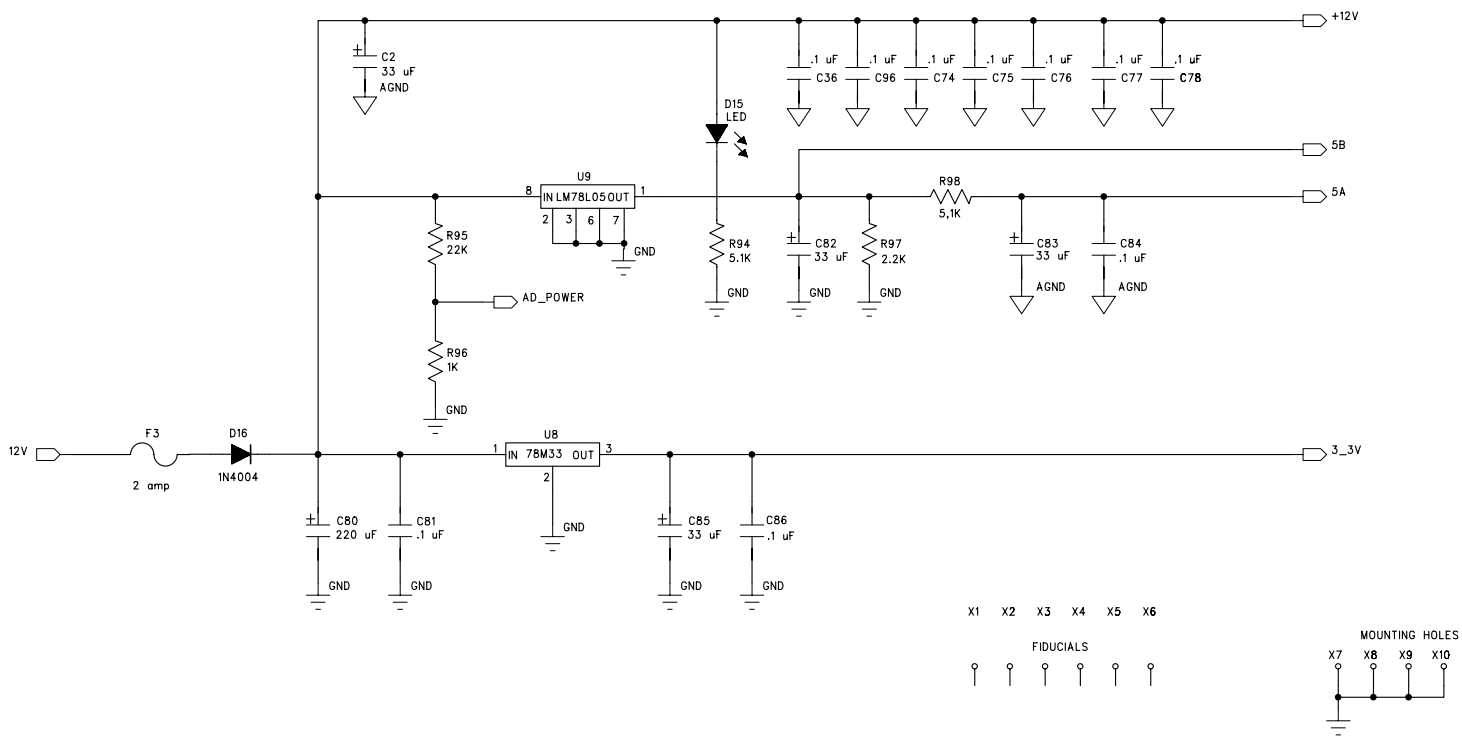 +12V
C2
33 uF
AGND
.1 uF .1 uF .1 uF .1 uF .1 uF .1 uF .1 uF
C36 C96 C74 C75 C76 C77 C78
D15
LED
5B
U9
8 IN LM78L05 OUT 1
2 3 6 7
GND
R98
5,1K
5A
R95
22K
R94
5.1K
GND
C82
33 uF
GND
R97
2.2K
GND
C83
33 uF
AGND
C84
.1 uF
AGND
AD_POWER
R96
1K
GND
12V
F3
2 amp
D16
1N4004
U8
1 IN 78M33 OUT 3
2
GND
3_3V
C80
220 uF
GND
C81
.1 uF
GND
C85
33 uF
GND
C86
.1 uF
GND
X1 X2 X3 X4 X5 X6
FIDUCIALS
MOUNTING HOLES
X7 X8 X9 X10